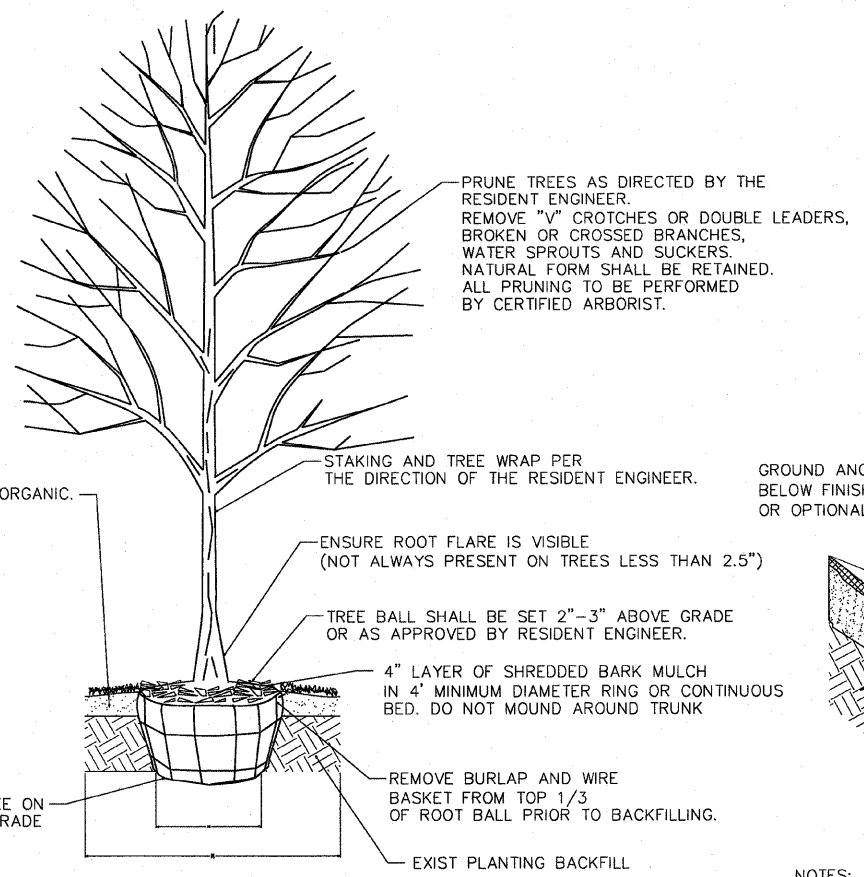 PRUNE TREES AS DIRECTED BY THE
RESIDENT ENGINEER.
REMOVE "V" CROTCHES OR DOUBLE LEADERS,
BROKEN OR CROSSED BRANCHES,
WATER SPROUTS AND SUCKERS.
NATURAL FORM SHALL BE RETAINED.
ALL PRUNING TO BE PERFORMED
BY CERTIFIED ARBORIST.
STAKING AND TREE WRAP PER
THE DIRECTION OF THE RESIDENT ENGINEER.
GROUND ANC
BELOW FINISH
OR OPTIONAL
ORGANIC.
ENSURE ROOT FLARE IS VISIBLE
(NOT ALWAYS PRESENT ON TREES LESS THAN 2.5")
TREE BALL SHALL BE SET 2"-3" ABOVE GRADE
OR AS APPROVED BY RESIDENT ENGINEER.
4" LAYER OF SHREDDED BARK MULCH
IN 4' MINIMUM DIAMETER RING OR CONTINUOUS
BED. DO NOT MOUND AROUND TRUNK
REMOVE BURLAP AND WIRE
BASKET FROM TOP 1/3
OF ROOT BALL PRIOR TO BACKFILLING.
EE ON
RADE
EXIST PLANTING BACKFILL
NOTES: